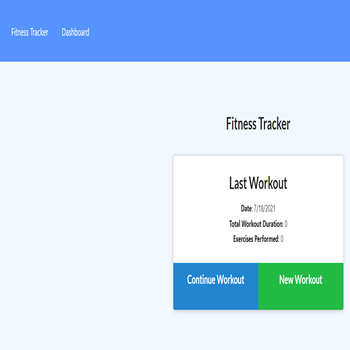 Fitness Tracker Dashboard
Fitness Tracker
Last Workout
Date: 7/18/2021
Total Workout Duration: 0
Exercises Performed: 0
Continue Workout New Workout